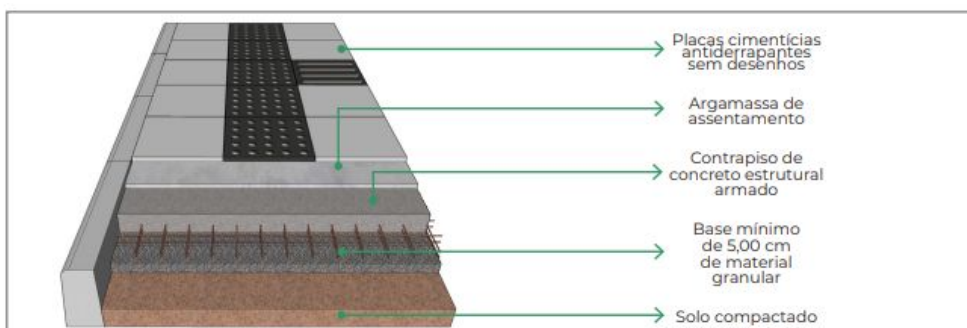 Placas cimentícias
antiderrapantes
sem desenhos
Argamassa de
assentamento
Contrapiso de
concreto estrutural
armado
Base mínimo
de 5,00 cm
de material
granular
Solo compactado